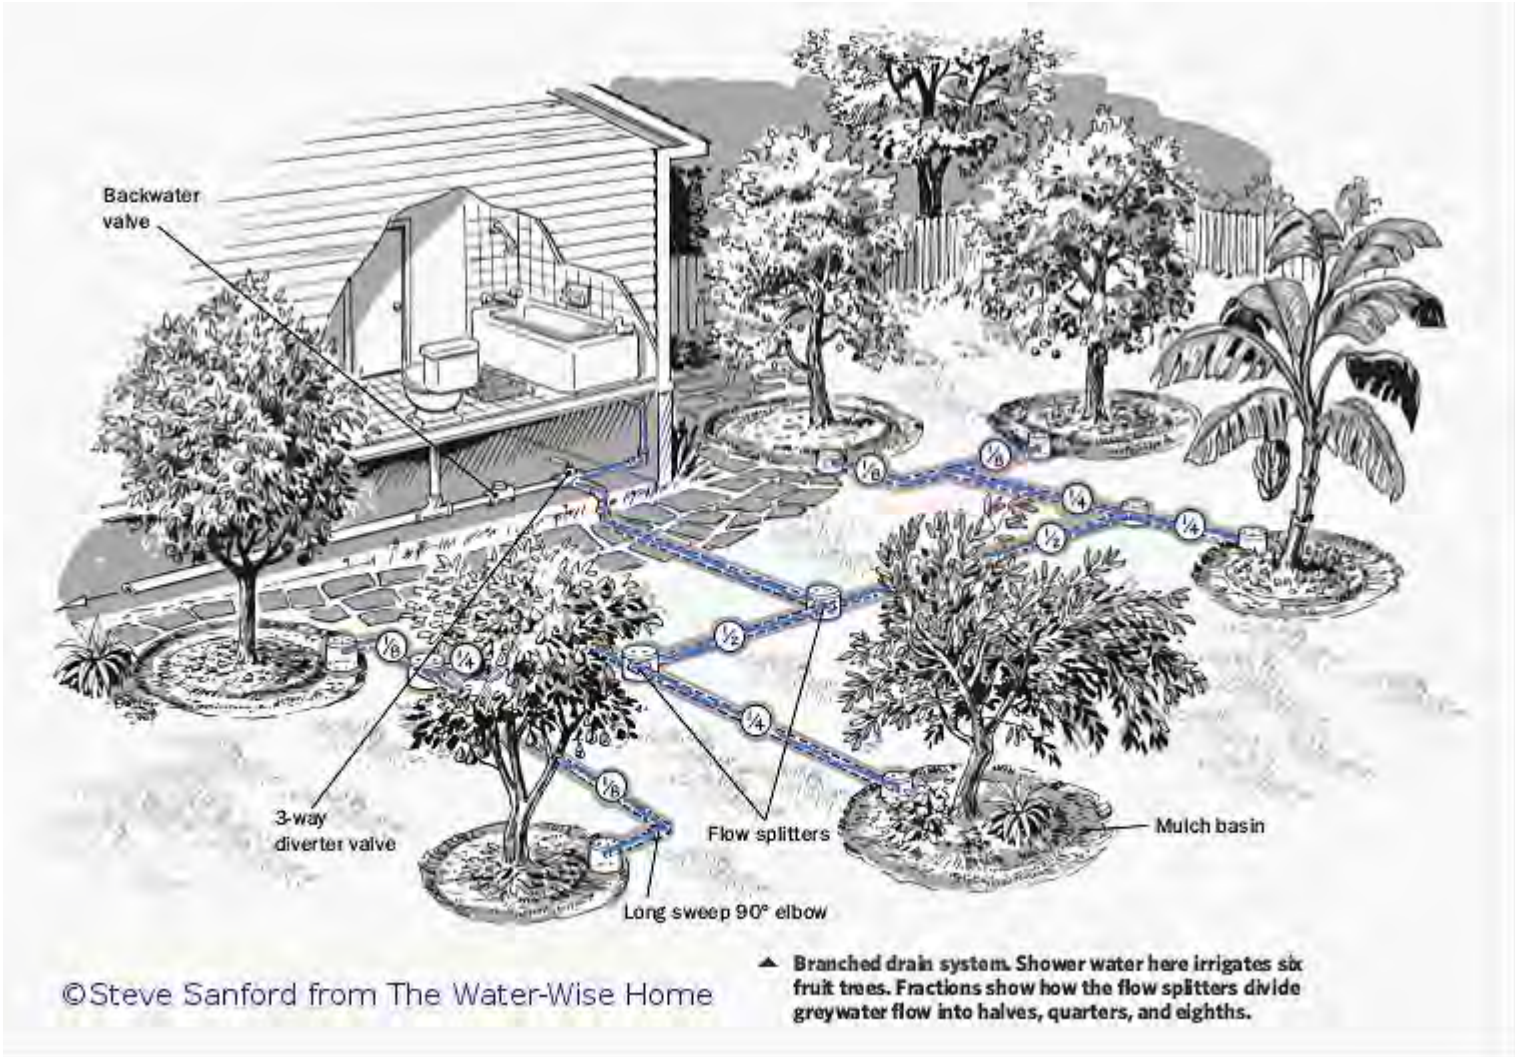 Backwater
valve
⅛
⅛
¼
½
¼
½
⅛
¼
¼
⅛
3-way
diverter valve
Flow splitters
Mulch basin
Long sweep 90° elbow
Branched drain system. Shower water here irrigates six
fruit trees. Fractions show how the flow splitters divide
greywater flow into halves, quarters, and eighths.
©Steve Sanford from The Water-Wise Home